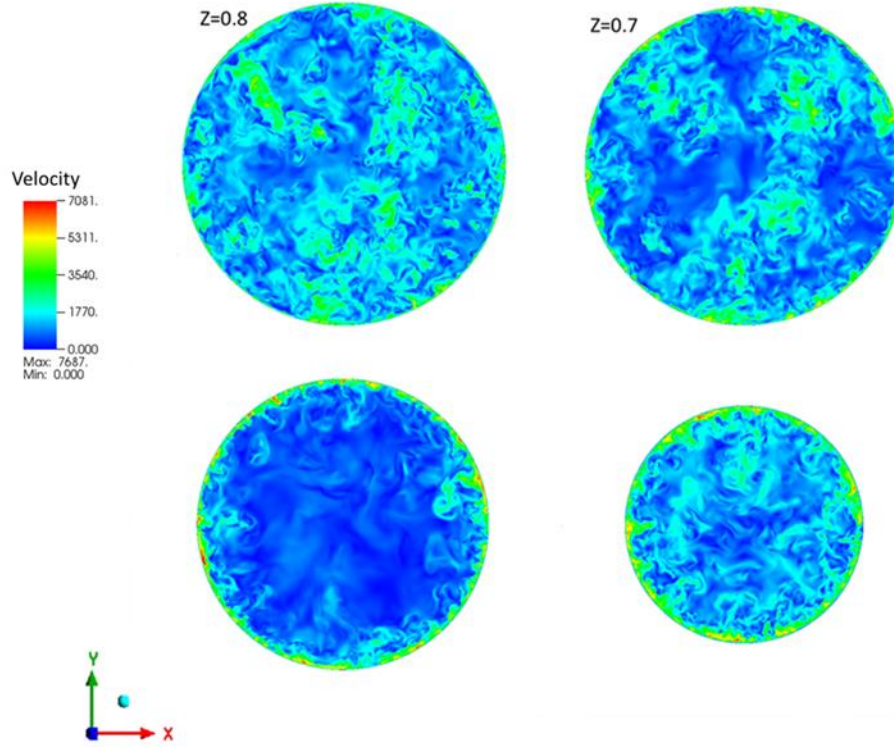 Z=0.8
Z=0.7
Velocity
7081.
5311.
3540.
1770.
0.000
Max: 7687.
Min: 0.000
Y
X